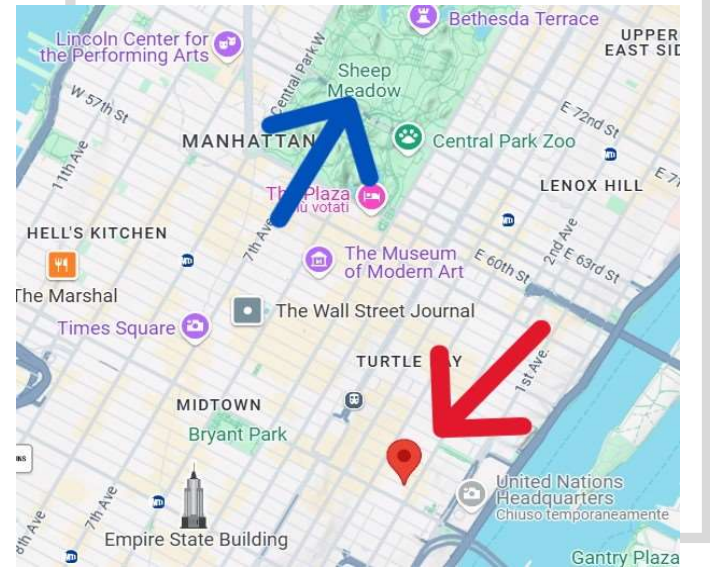 Bethesda Terrace
Lincoln Center for
the Performing Arts
UPPER
EAST SID
Central Park W
Sheep
Meadow
W 57th St
E 72nd St
MANHATTAN
Central Park Zoo
11th Ave
The Plaza
votati
LENOX HILL
HELL'S KITCHEN
7th Ave
2nd Ave
E 63rd St
The Museum
of Modern Art
E 60th St
The Marshal
The Wall Street Journal
Times Square
TURTLE AY
1st Ave.
MIDTOWN
Bryant Park
United Nations
Headquarters
Chiuso temporaneamente
7th Ave
8th Ave
Empire State Building
Gantry Plaza